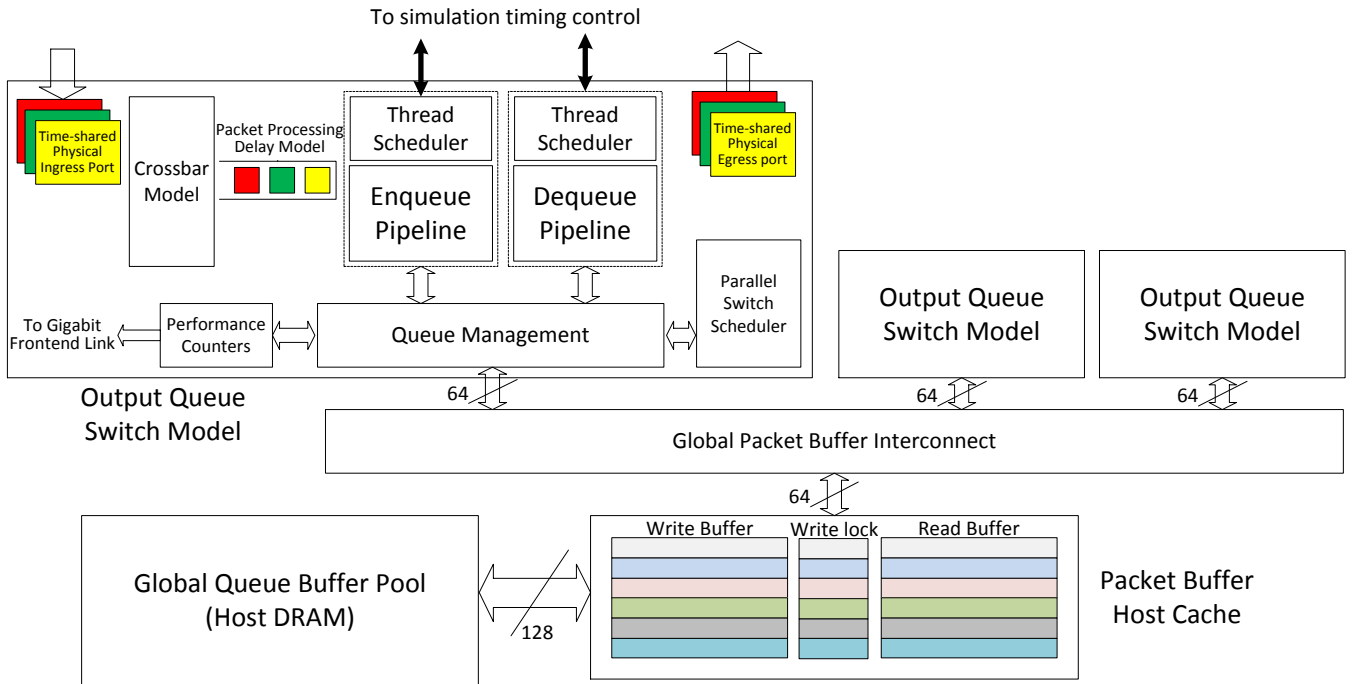 To simulation timing control
Time-shared
Physical
Ingress Port
Crossbar
Model
Packet Processing
Delay Model
Thread
Scheduler
Enqueue
Pipeline
Thread
Scheduler
Dequeue
Pipeline
Time-shared
Physical
Egress port
Parallel
Switch
Scheduler
To Gigabit
Frontend Link
Performance
Counters
Queue Management
Output Queue
Switch Model
Output Queue
Switch Model
Output Queue
Switch Model
64
64
64
Global Packet Buffer Interconnect
64
Global Queue Buffer Pool
(Host DRAM)
128
Write Buffer
Write lock
Read Buffer
Packet Buffer
Host Cache